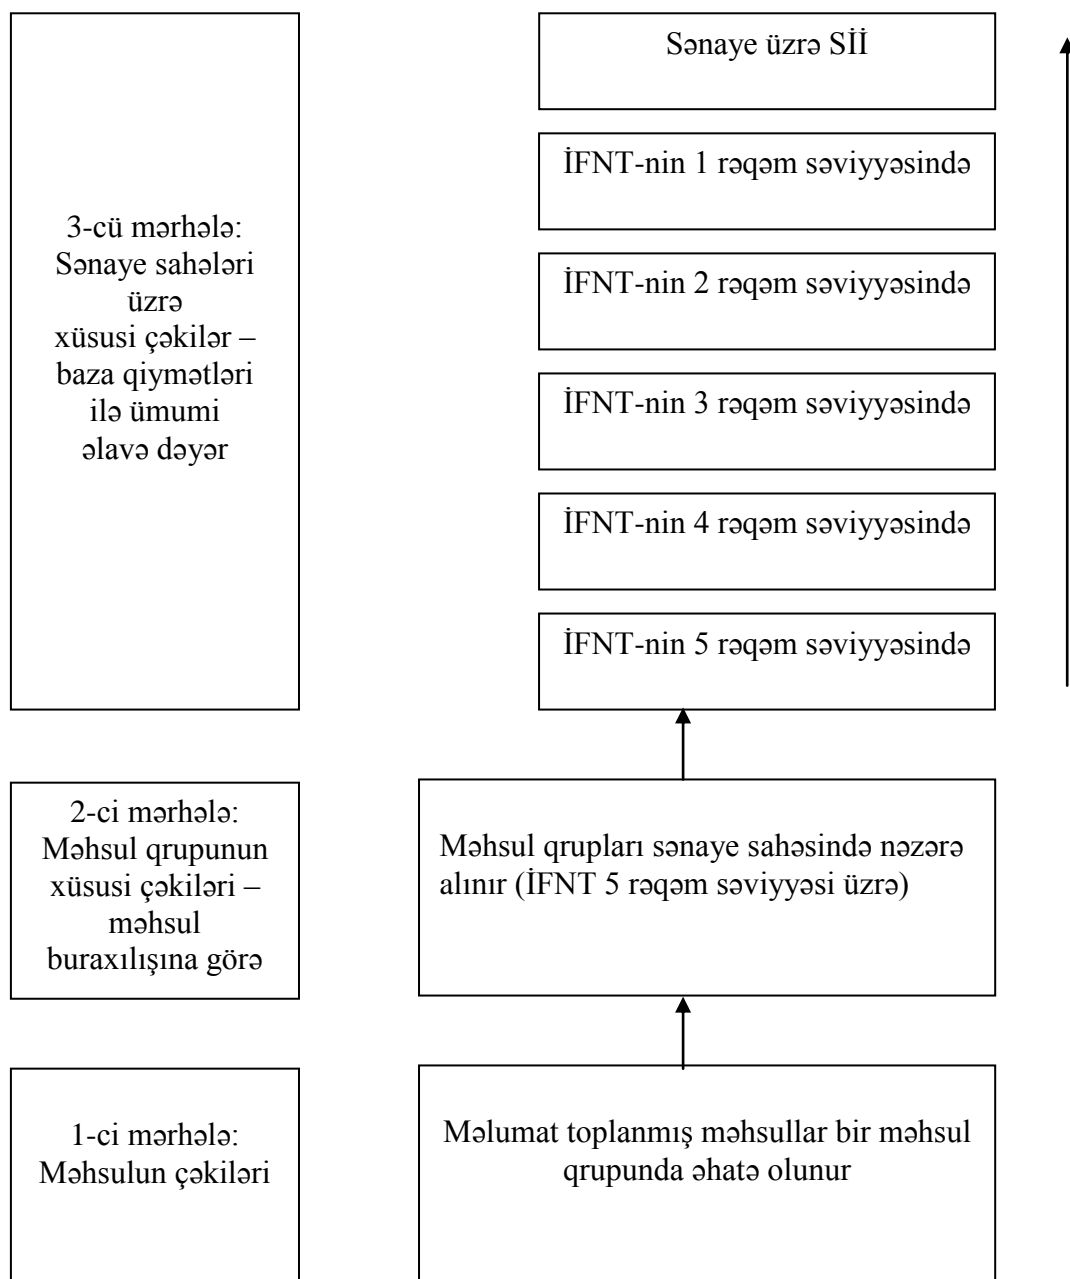 Sənaye üzrə Sİİ
İFNT-nin 1 rəqəm səviyyəsində
İFNT-nin 2 rəqəm səviyyəsində
İFNT-nin 3 rəqəm səviyyəsində
İFNT-nin 4 rəqəm səviyyəsində
İFNT-nin 5 rəqəm səviyyəsində
3-cü mərhələ:
Sənaye sahələri
üzrə
xüsusi çəkilər –
baza qiymətləri
ilə ümumi
əlavə dəyər
2-ci mərhələ:
Məhsul qrupunun
xüsusi çəkiləri –
məhsul
buraxılışına görə
Məhsul qrupları sənaye sahəsində nəzərə
alınır (İFNT 5 rəqəm səviyyəsi üzrə)
1-ci mərhələ:
Məhsulun çəkiləri
Məlumat toplanmış məhsullar bir məhsul
qrupunda əhatə olunur